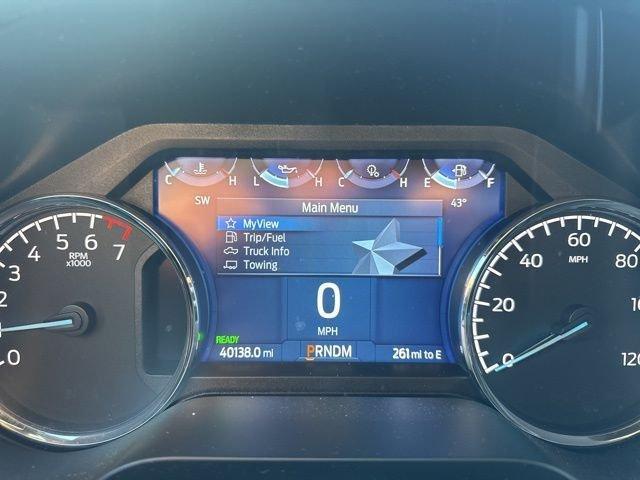 C H L H C H E F
SW
43°
Main Menu
MyView
Trip/Fuel
Truck Info
Towing
0
MPH
READY
40138.0 mi
PRNDM
261 mi to E
0 2 3 4 5 6 7
RPM
x1000
0 20 40 60 80 120
MPH